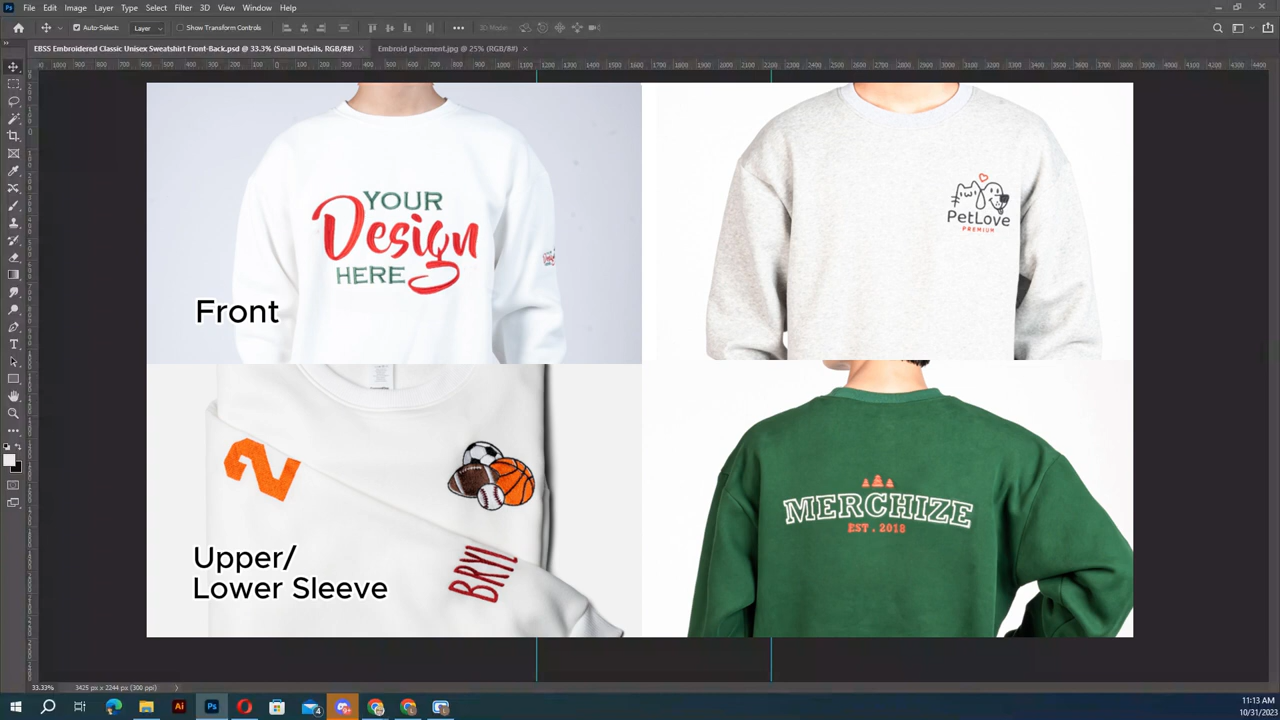 File Edit Image Layer Type Select Filter 3D View Window Help
Auto-Select: Layer Show Transform Controls 3D Mode:
EBSS Embroidered Classic Unisex Sweatshirt Front-Back.psd @ 33.3% (Small Details, RGB/8#) Embroid placement.jpg @ 25% (RGB/8#)
YOUR
Design
HERE
Front
PetLove
PREMIUM
2
BRYL
Upper/
Lower Sleeve
MERCHIZE
EST . 2018
33.33% 3425 px x 2244 px (300 ppi)
11:13 AM
10/31/2023